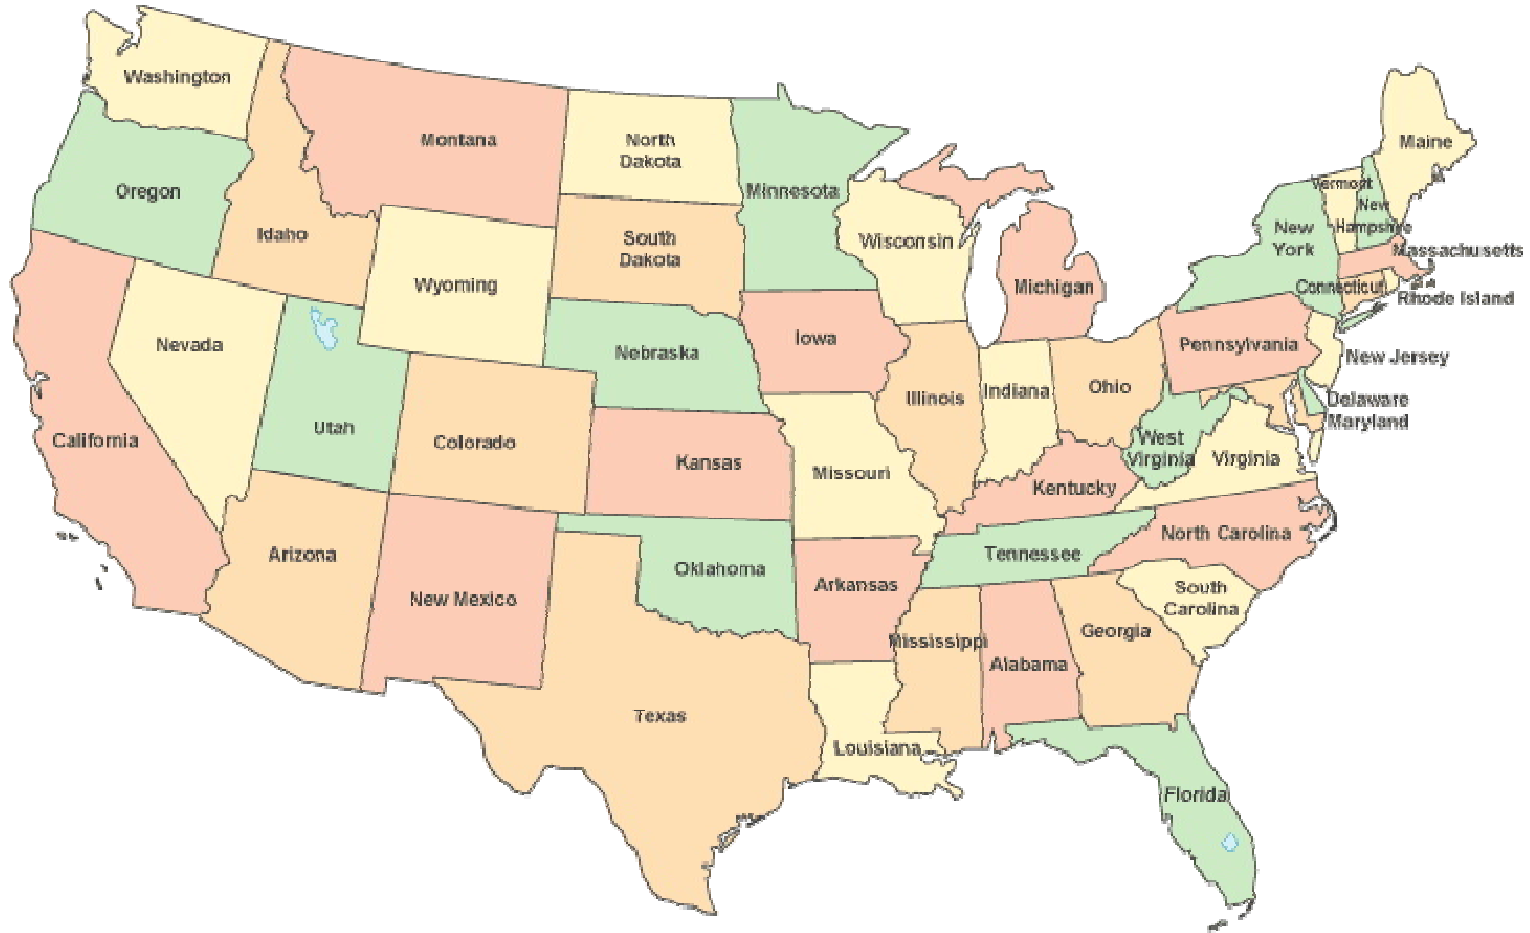 Washington
Montana
North
Dakota
Minnesota
Maine
Oregon
Idaho
Vermont
New
Hampshire
Wisconsin
South
Dakota
New
York
Massachusetts
Wyoming
Michigan
Connecticut
Rhode Island
Nevada
Iowa
Nebraska
Pennsylvania
New Jersey
Utah
Colorado
Illinois
Indiana
Ohio
Delaware
Maryland
California
Kansas
Missouri
West
Virginia
Virginia
Kentucky
Arizona
New Mexico
Oklahoma
Arkansas
Tennessee
North Carolina
South
Carolina
Mississippi
Alabama
Georgia
Texas
Louisiana
Florida